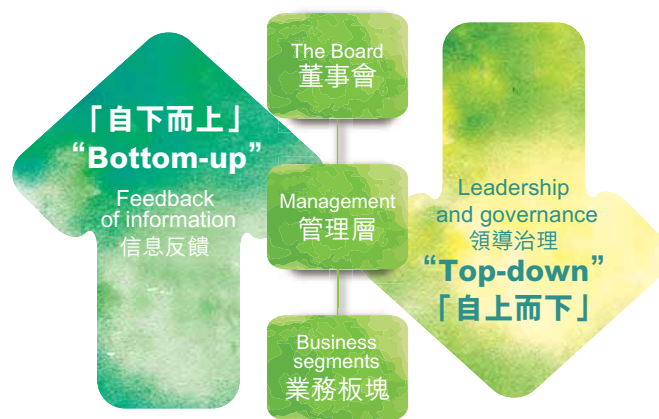 「自下而上」
“Bottom-up”
Feedback
of information
信息反饋
The Board
董事會
Management
管理層
Business
segments
業務板塊
Leadership
and governance
領導治理
“Top-down”
「自上而下」